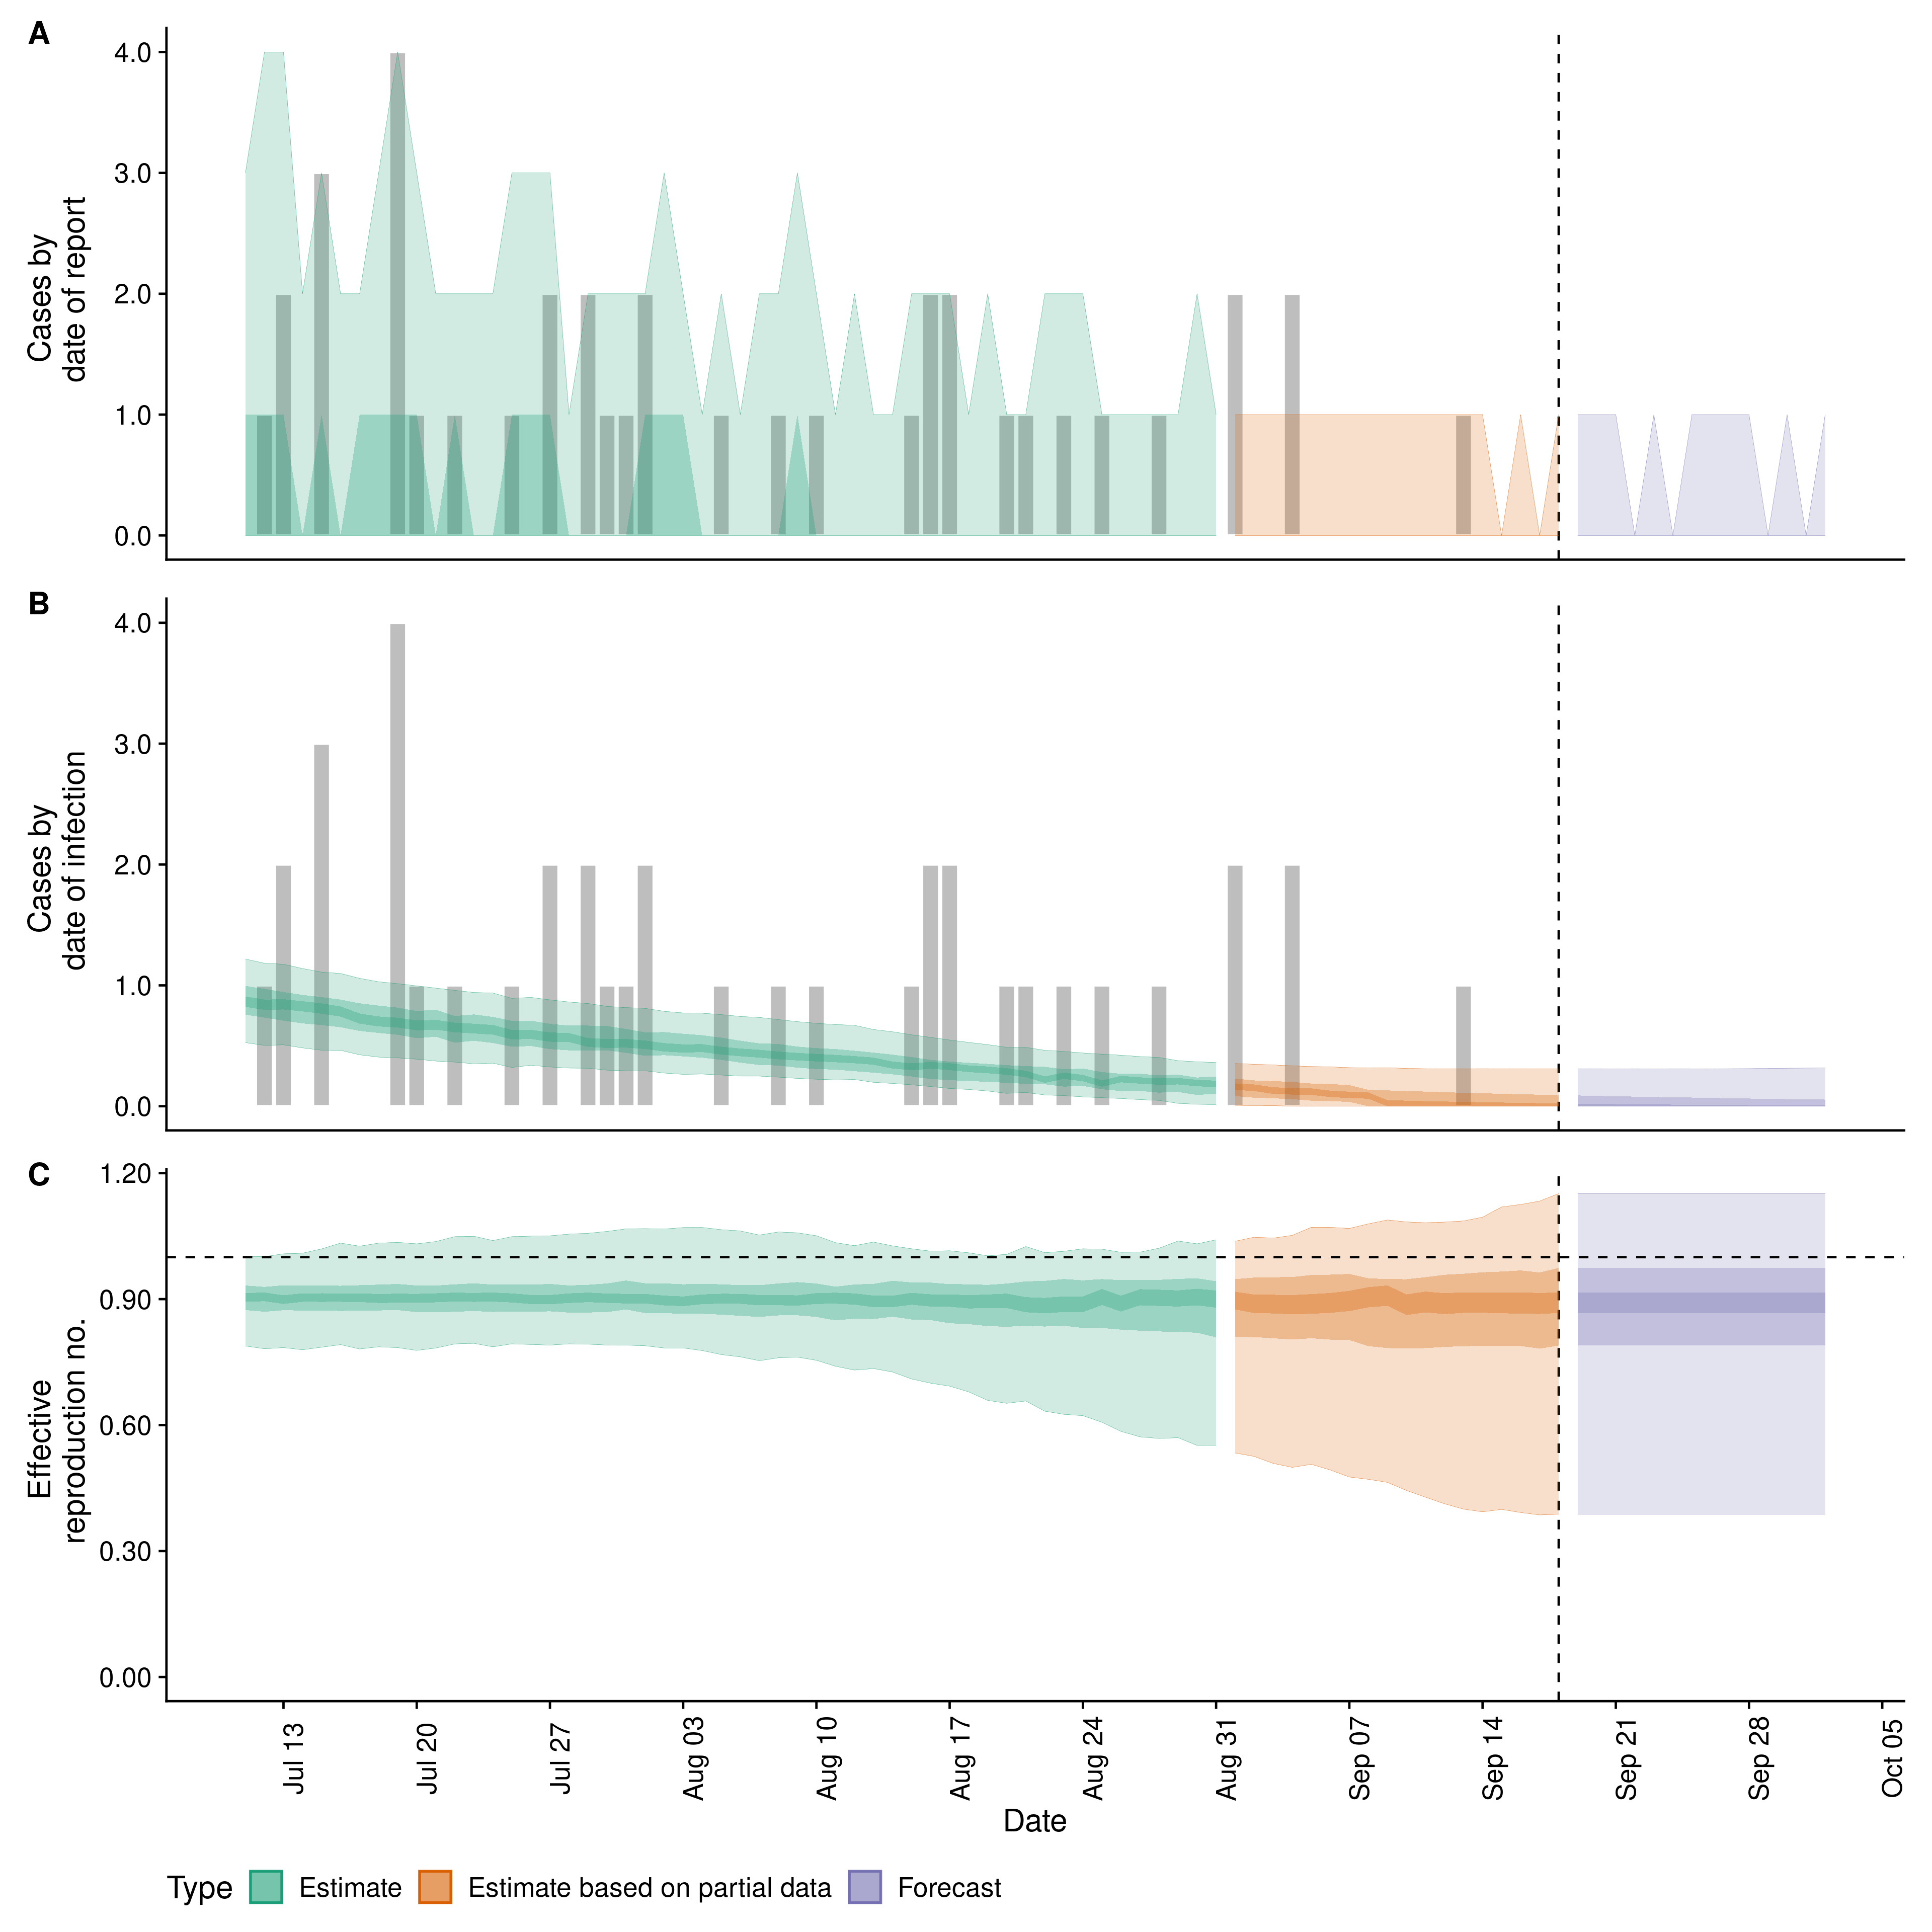 A
Cases by
date of report
4.0
3.0
2.0
1.0
0.0
B
Cases by
date of infection
4.0
3.0
2.0
1.0
0.0
C
Effective
reproduction no.
1.20
0.90
0.60
0.30
0.00
Jul 13
Jul 20
Jul 27
Aug 03
Aug 10
Aug 17
Aug 24
Aug 31
Sep 07
Sep 14
Sep 21
Sep 28
Oct 05
Date
Type Estimate Estimate based on partial data Forecast